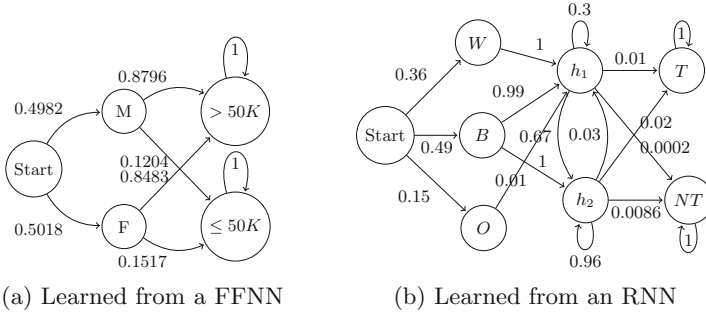 0.3
1
W
1
1
0.8796
0.01
h1
T
0.36
M
> 50K
0.99
0.4982
0.02
Start
B
0.67
0.03
Start
0.1204
1
0.49
0.0002
0.8483
1
0.15
0.01
0.5018
F
≤ 50K
h2
NT
O
0.0086
0.1517
0.96
1
(a) Learned from a FFNN
(b) Learned from an RNN